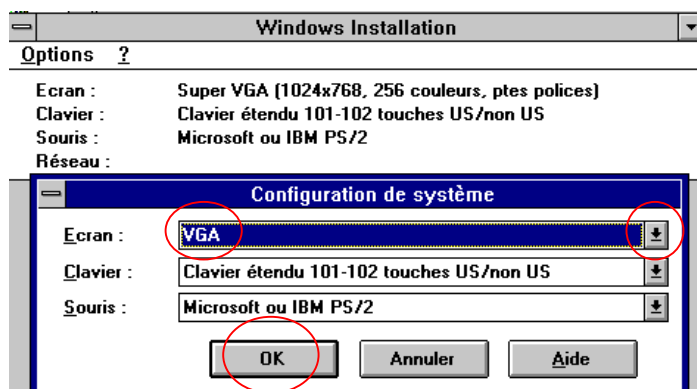 Windows Installation
Options ?
Ecran : Super VGA (1024x768, 256 couleurs, ptes polices)
Clavier : Clavier étendu 101-102 touches US/non US
Souris : Microsoft ou IBM PS/2
Réseau :
Configuration de système
Ecran : VGA
Clavier : Clavier étendu 101-102 touches US/non US
Souris : Microsoft ou IBM PS/2
OK Annuler Aide